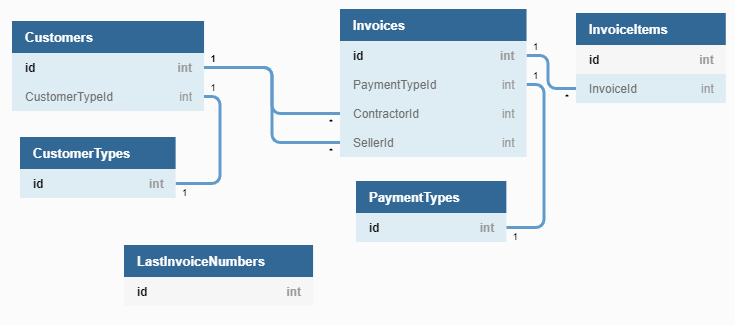 Customers
id int
CustomerTypeId int
1
1
CustomerTypes
id int
1
Invoices
id int
PaymentTypeId int
ContractorId int
SellerId int
1
1
*
*
InvoiceItems
id int
InvoiceId int
*
PaymentTypes
id int
1
LastInvoiceNumbers
id int